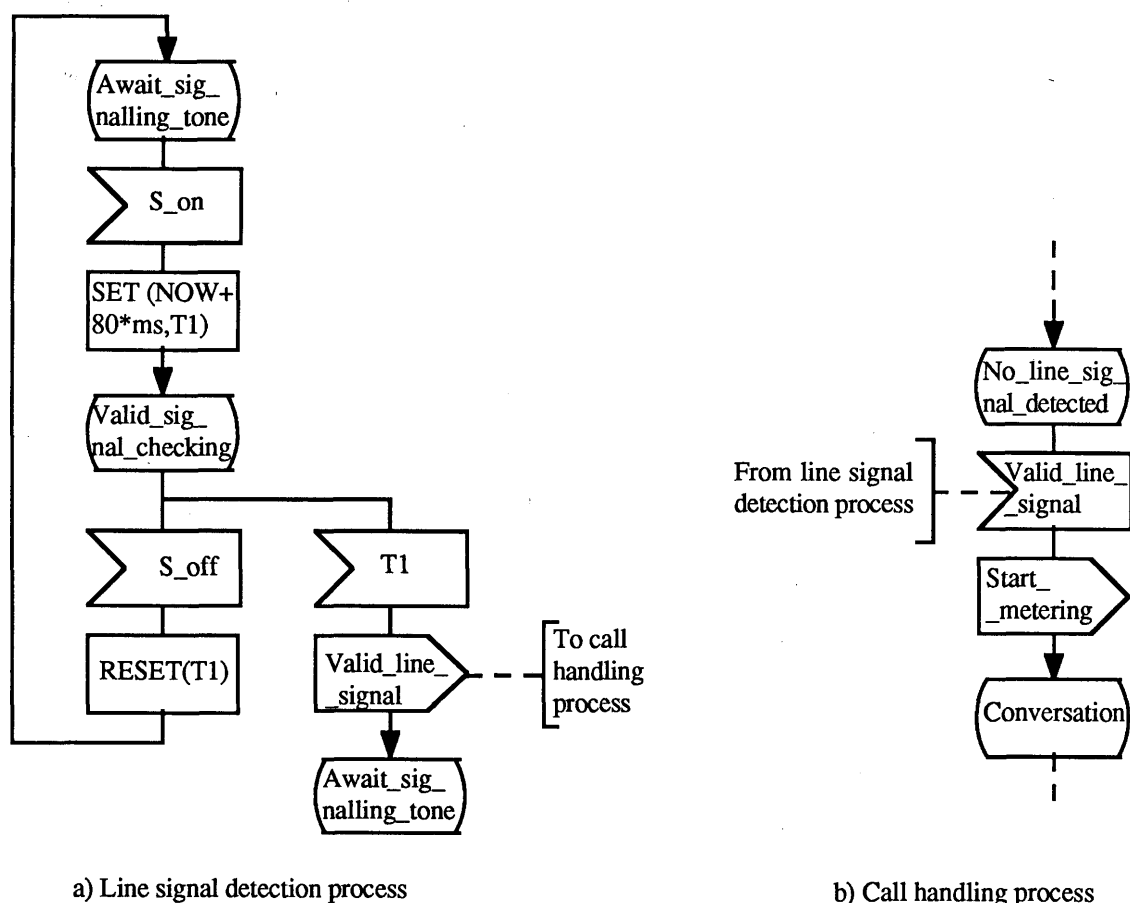 Await_sig_
nalling_tone
S_on
SET (NOW+
80*ms,T1)
Valid_sig_
nal_checking
S_off
T1
RESET(T1)
Valid_line_
_signal
To call
handling
process
Await_sig_
nalling_tone
a) Line signal detection process
No_line_sig_
nal_detected
From line signal
detection process
Valid_line_
_signal
Start_
_metering
Conversation
b) Call handling process